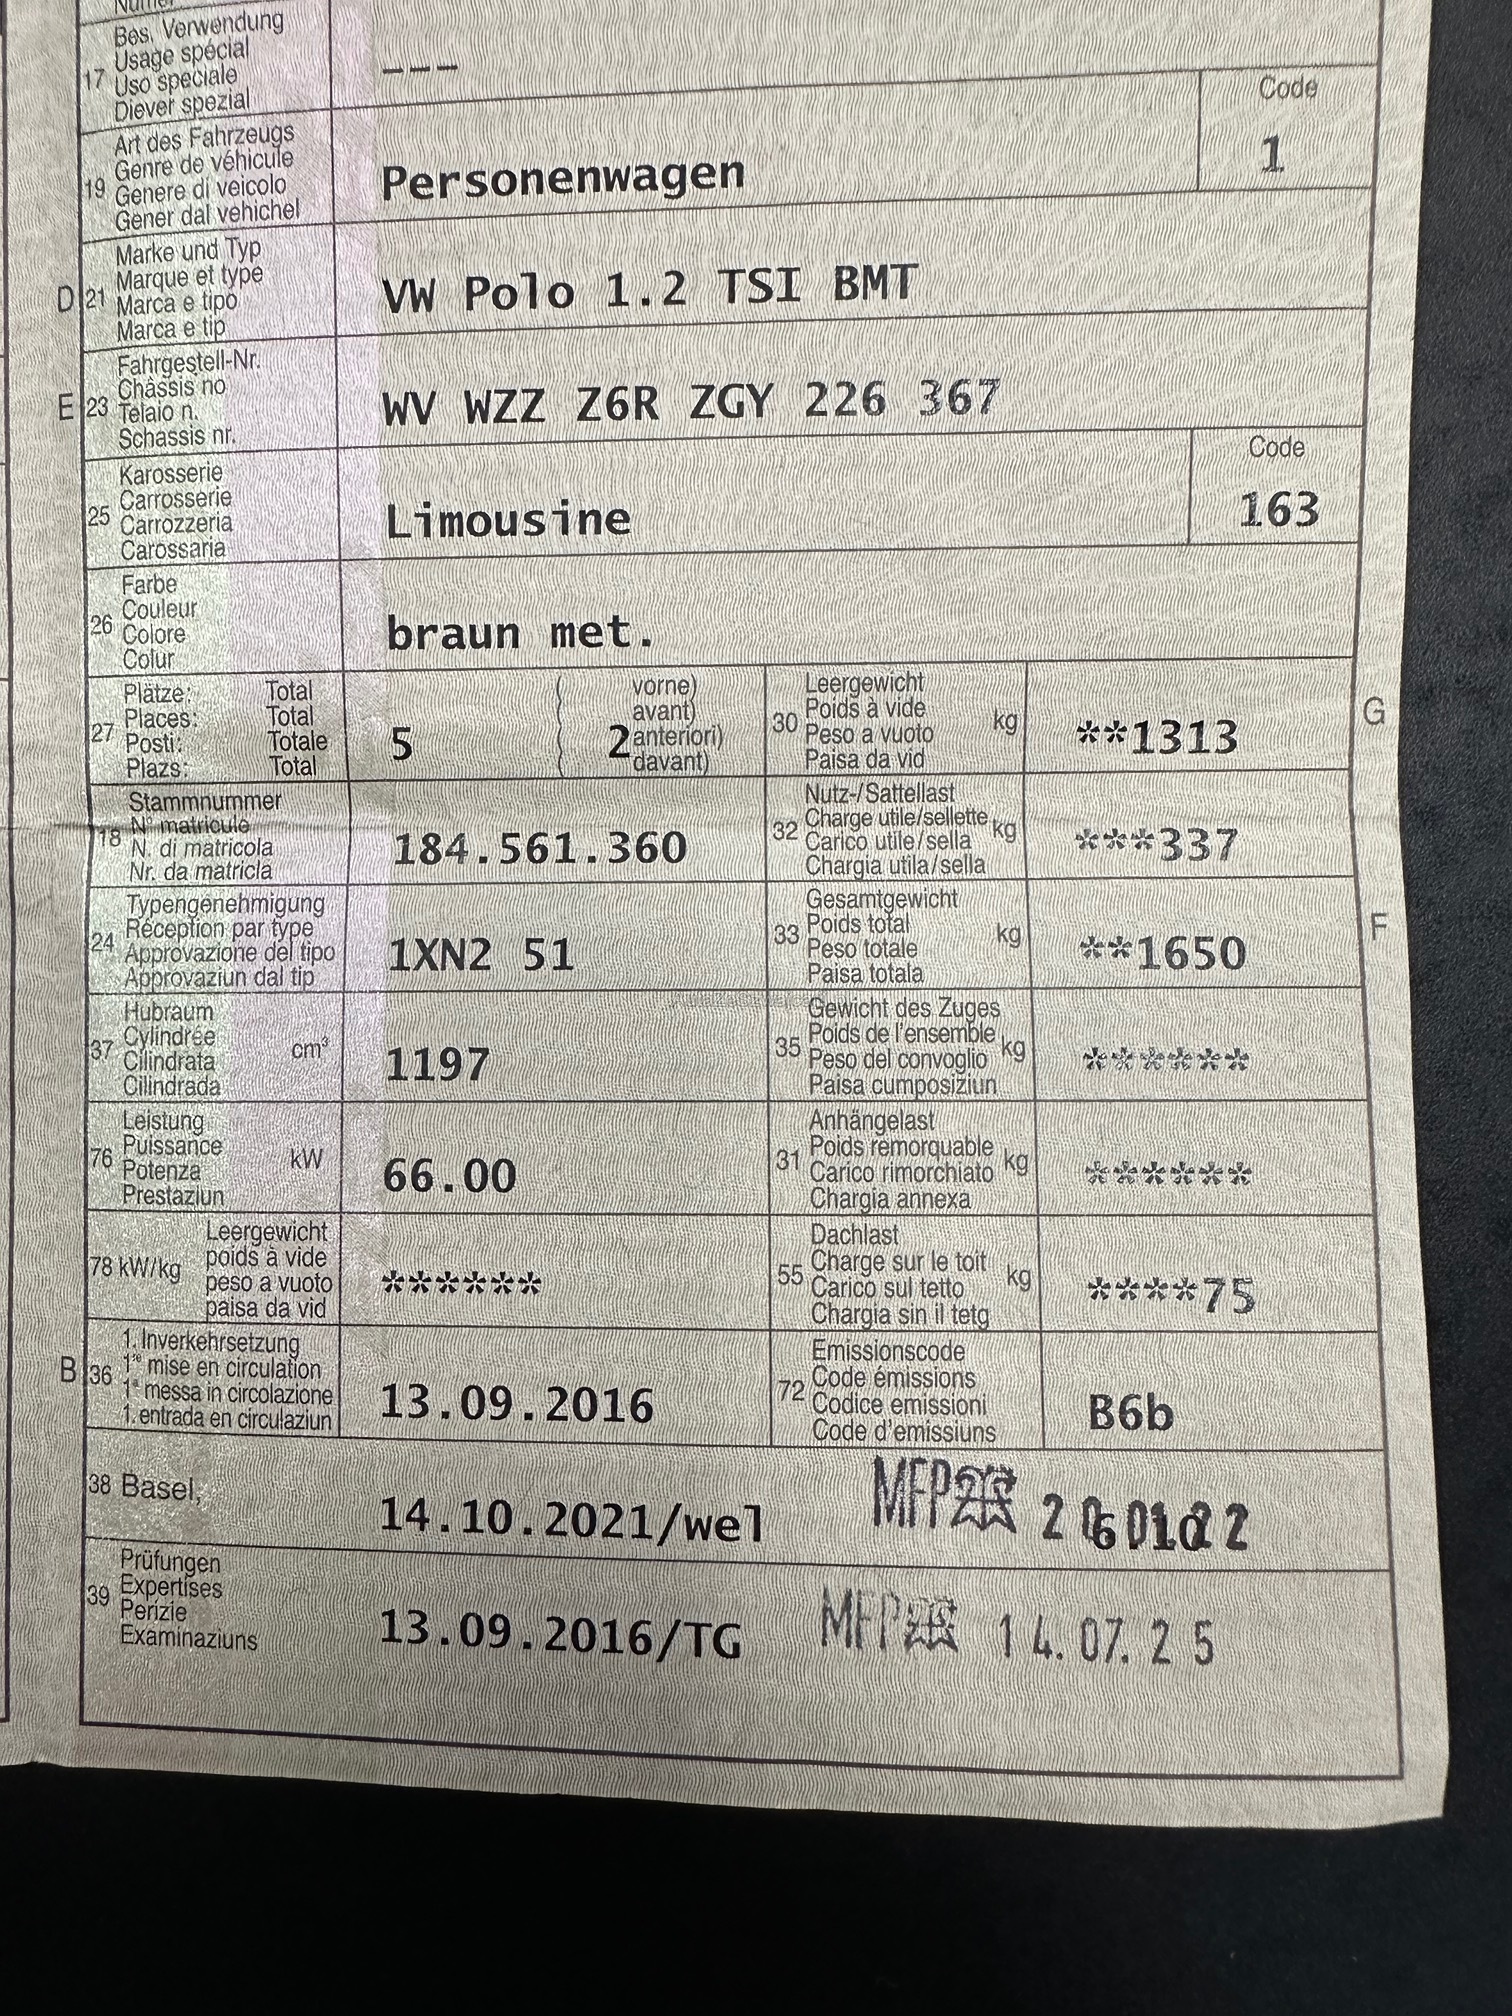 17 Bes. Verwendung
Usage spécial
Uso speciale
Diever spezial
---
19 Art des Fahrzeugs
Genre de véhicule
Genere di veicolo
Gener dal vehichel
Personenwagen
Code
1
D 21 Marke und Typ
Marque et type
Marca e tipo
Marca e tip
VW Polo 1.2 TSI BMT
E 23 Fahrgestell-Nr.
Châssis no
Telaio n.
Schassis nr.
WV WZZ Z6R ZGY 226 367
25 Karosserie
Carrosserie
Carrozzeria
Carossaria
Limousine
Code
163
26 Farbe
Couleur
Colore
Colur
braun met.
27 Plätze: Total
Places: Total
Posti: Totale
Plazs: Total
5
2
vorne)
avant)
anteriori)
davant)
30 Leergewicht
Poids à vide
Peso a vuoto
Paisa da vid
kg
**1313
G
18 Stammnummer
N° matricule
N. di matricola
Nr. da matricla
184.561.360
32 Nutz-/Sattellast
Charge utile/sellette
Carico utile/sella
Chargia utila/sella
kg
***337
24 Typengenehmigung
Réception par type
Approvazione del tipo
Approvaziun dal tip
1XN2 51
33 Gesamtgewicht
Poids total
Peso totale
Paisa totala
kg
**1650
F
37 Hubraum
Cylindrée
Cilindrata
Cilindrada
cm³
1197
35 Gewicht des Zuges
Poids de l'ensemble
Peso del convoglio
Paisa cumposiziun
kg
******
76 Leistung
Puissance
Potenza
Prestaziun
kW
66.00
31 Anhängelast
Poids remorquable
Carico rimorchiato
Chargia annexa
kg
******
78 kW/kg
Leergewicht
poids à vide
peso a vuoto
paisa da vid
******
55 Dachlast
Charge sur le toit
Carico sul tetto
Chargia sin il tetg
kg
****75
B 36 1. Inverkehrsetzung
1re mise en circulation
1a messa in circolazione
1. entrada en circulaziun
13.09.2016
72 Emissionscode
Code émissions
Codice emissioni
Code d'emissiuns
B6b
38 Basel,
14.10.2021/wel
MFP
39 Prüfungen
Expertises
Perizie
Examinaziuns
13.09.2016/TG
MFP 14.07.25